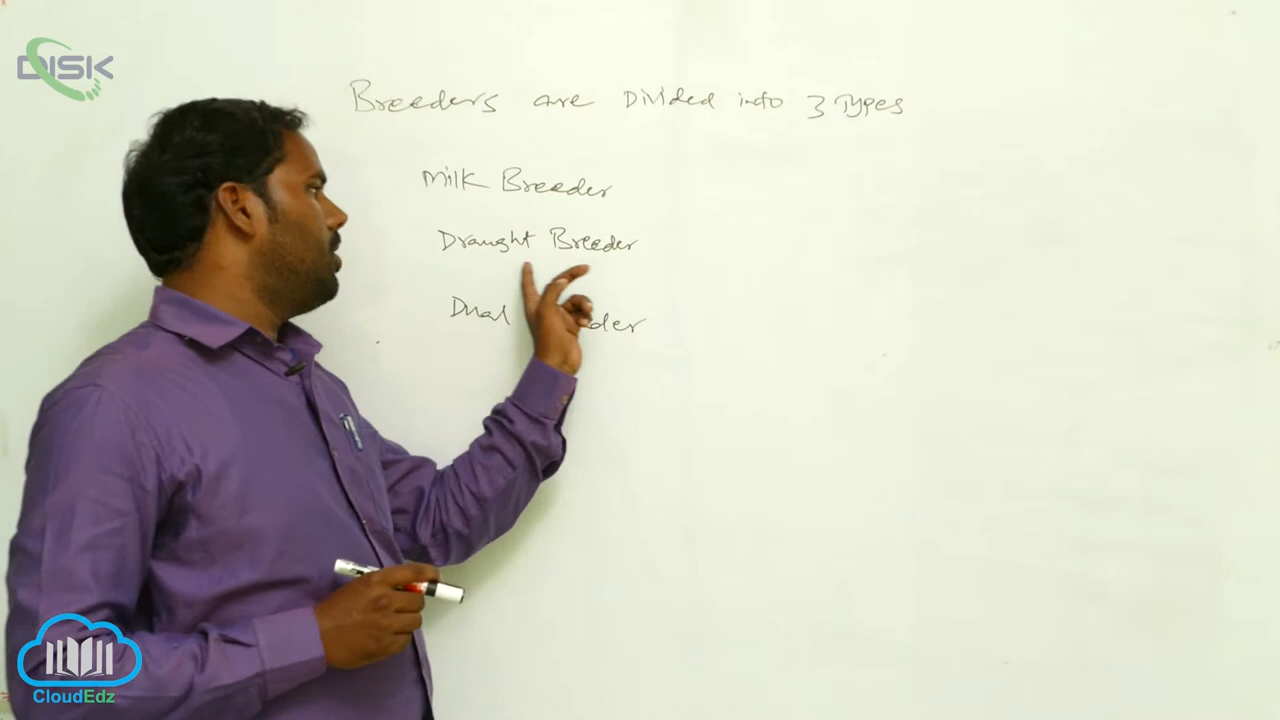 DISK
Breeders are Divided into 3 Types
Milk Breeder
Draught Breeder
Dual der
CloudEdz